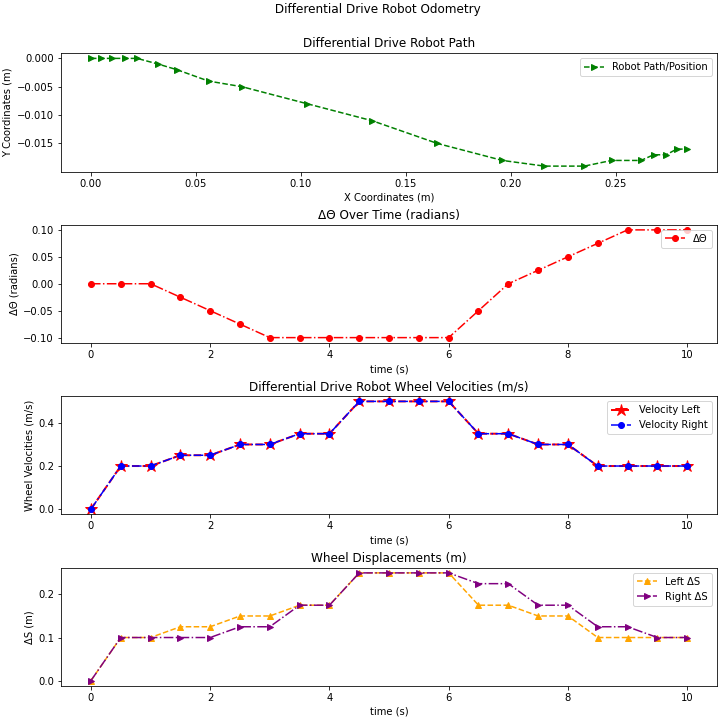 Differential Drive Robot Odometry
Differential Drive Robot Path
0.000
−0.005
−0.010
−0.015
Y Coordinates (m)
Robot Path/Position
0.00 0.05 0.10 0.15 0.20 0.25
X Coordinates (m)
ΔΘ Over Time (radians)
0.10
0.05
0.00
−0.05
−0.10
ΔΘ (radians)
ΔΘ
0 2 4 6 8 10
time (s)
Differential Drive Robot Wheel Velocities (m/s)
0.4
0.2
0.0
Wheel Velocities (m/s)
Velocity Left
Velocity Right
0 2 4 6 8 10
time (s)
Wheel Displacements (m)
0.2
0.1
0.0
ΔS (m)
Left ΔS
Right ΔS
0 2 4 6 8 10
time (s)